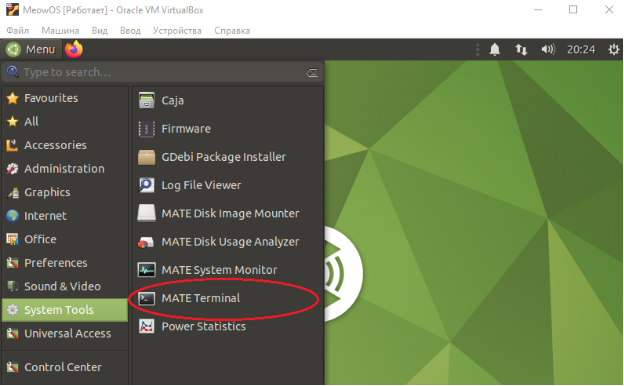 MeowOS [Работает] - Oracle VM VirtualBox
Файл Машина Вид Ввод Устройства Справка
Menu 20:24
Type to search...
Favourites
All
Accessories
Administration
Graphics
Internet
Office
Preferences
Sound & Video
System Tools
Universal Access
Control Center
Caja
Firmware
GDebi Package Installer
Log File Viewer
MATE Disk Image Mounter
MATE Disk Usage Analyzer
MATE System Monitor
MATE Terminal
Power Statistics